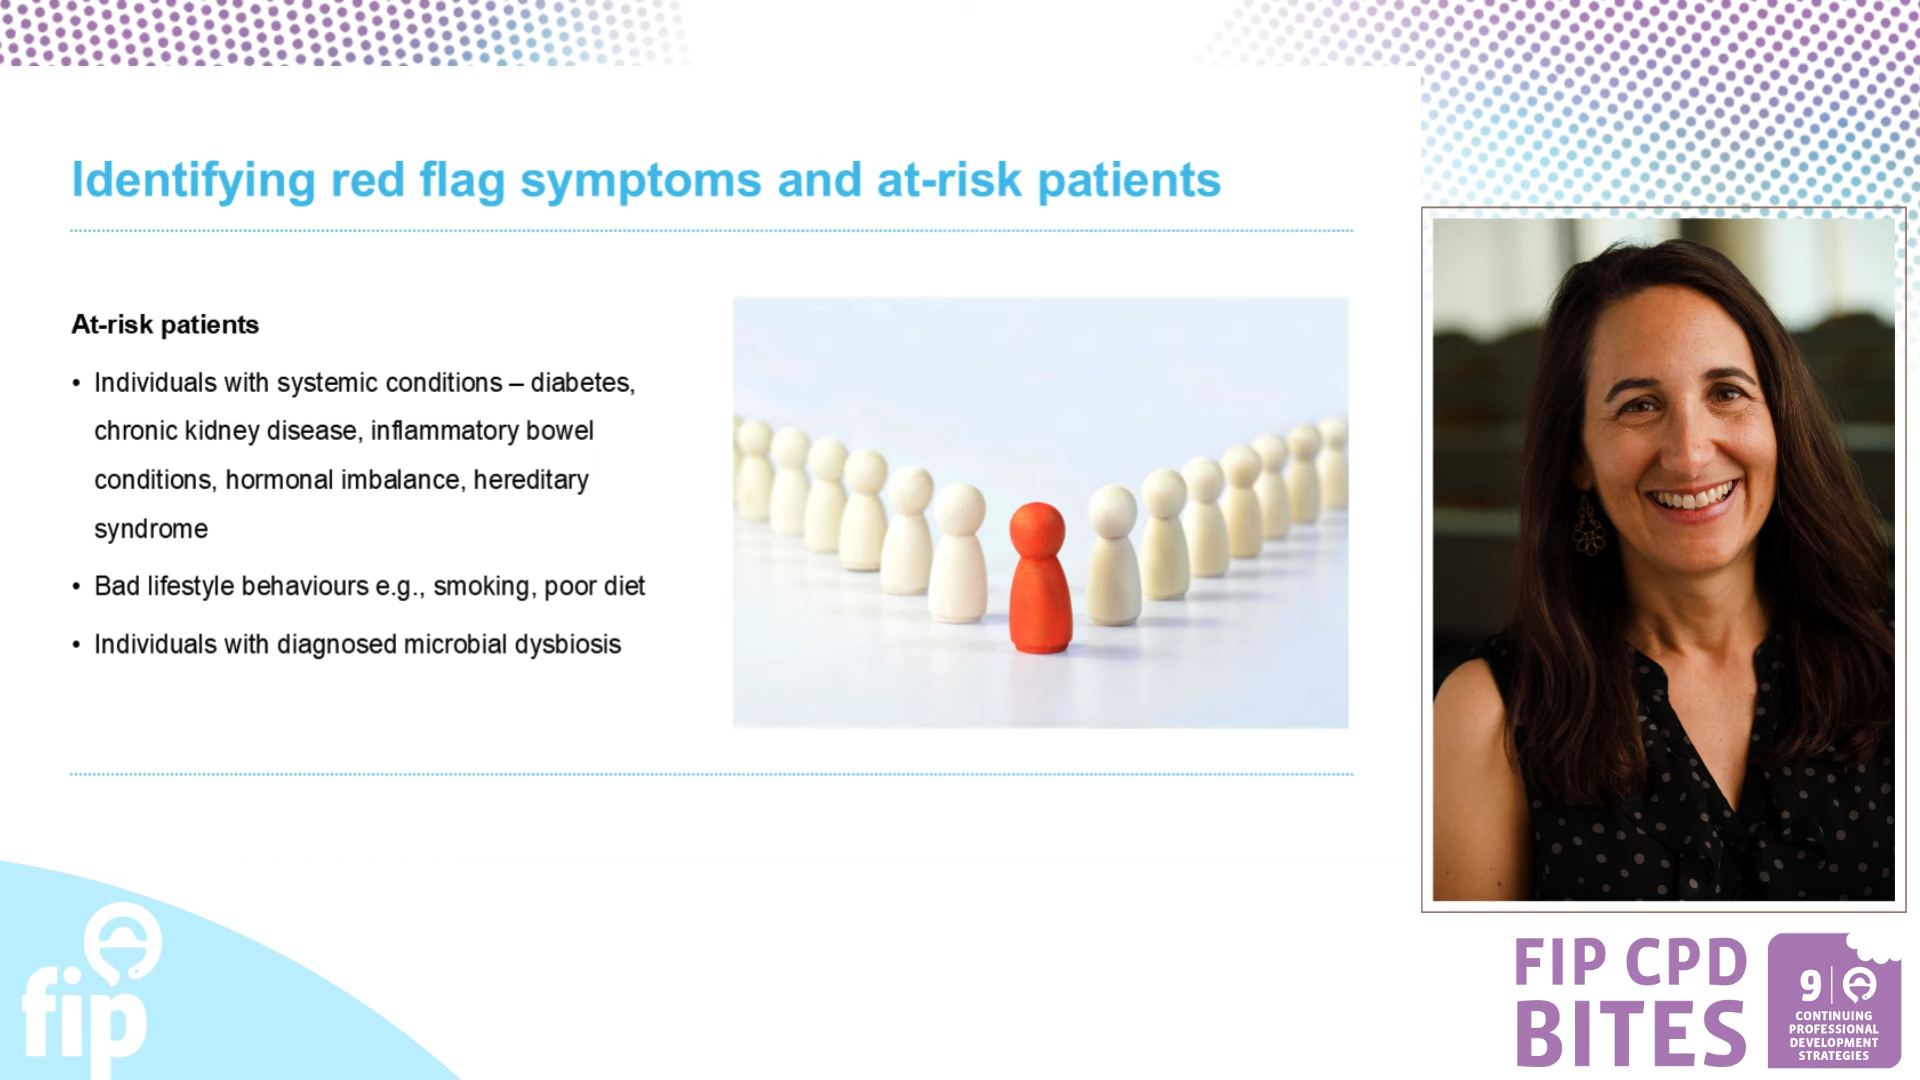 Identifying red flag symptoms and at-risk patients
At-risk patients
• Individuals with systemic conditions – diabetes,
chronic kidney disease, inflammatory bowel
conditions, hormonal imbalance, hereditary
syndrome
• Bad lifestyle behaviours e.g., smoking, poor diet
• Individuals with diagnosed microbial dysbiosis
fip
FIP CPD
BITES
9
CONTINUING
PROFESSIONAL
DEVELOPMENT
STRATEGIES